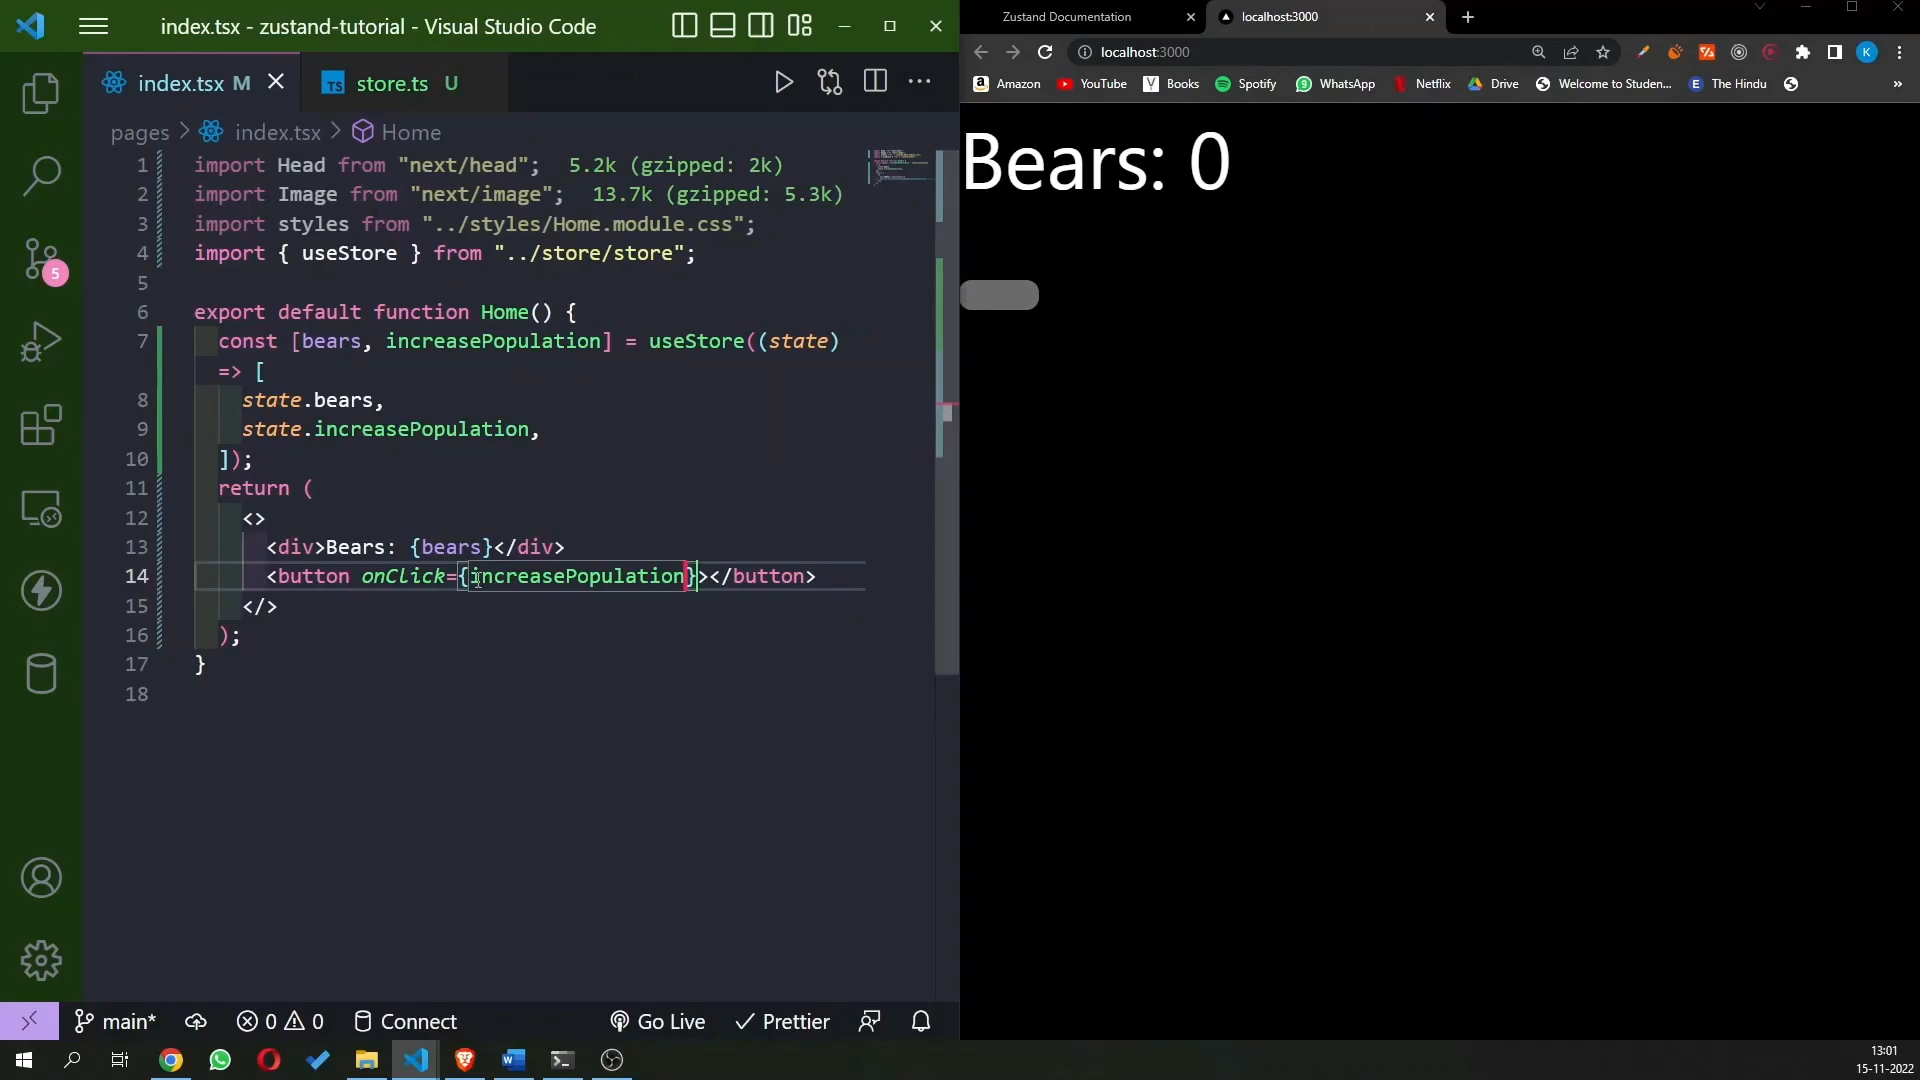 index.tsx - zustand-tutorial - Visual Studio Code
index.tsx M
store.ts U
pages > index.tsx > Home
1 import Head from "next/head"; 5.2k (gzipped: 2k)
2 import Image from "next/image"; 13.7k (gzipped: 5.3k)
3 import styles from "../styles/Home.module.css";
4 import { useStore } from "../store/store";
5
6 export default function Home() {
7 const [bears, increasePopulation] = useStore((state)
=> [
8 state.bears,
9 state.increasePopulation,
10 ]);
11 return (
12 <>
13 <div>Bears: {bears}</div>
14 <button onClick={increasePopulation}></button>
15 </>
16 );
17 }
18
5
main*
0 0
Connect
Go Live
Prettier
Zustand Documentation
localhost:3000
localhost:3000
K
Amazon YouTube Books Spotify WhatsApp Netflix Drive Welcome to Studen... The Hindu »
Bears: 0
13:01
15-11-2022